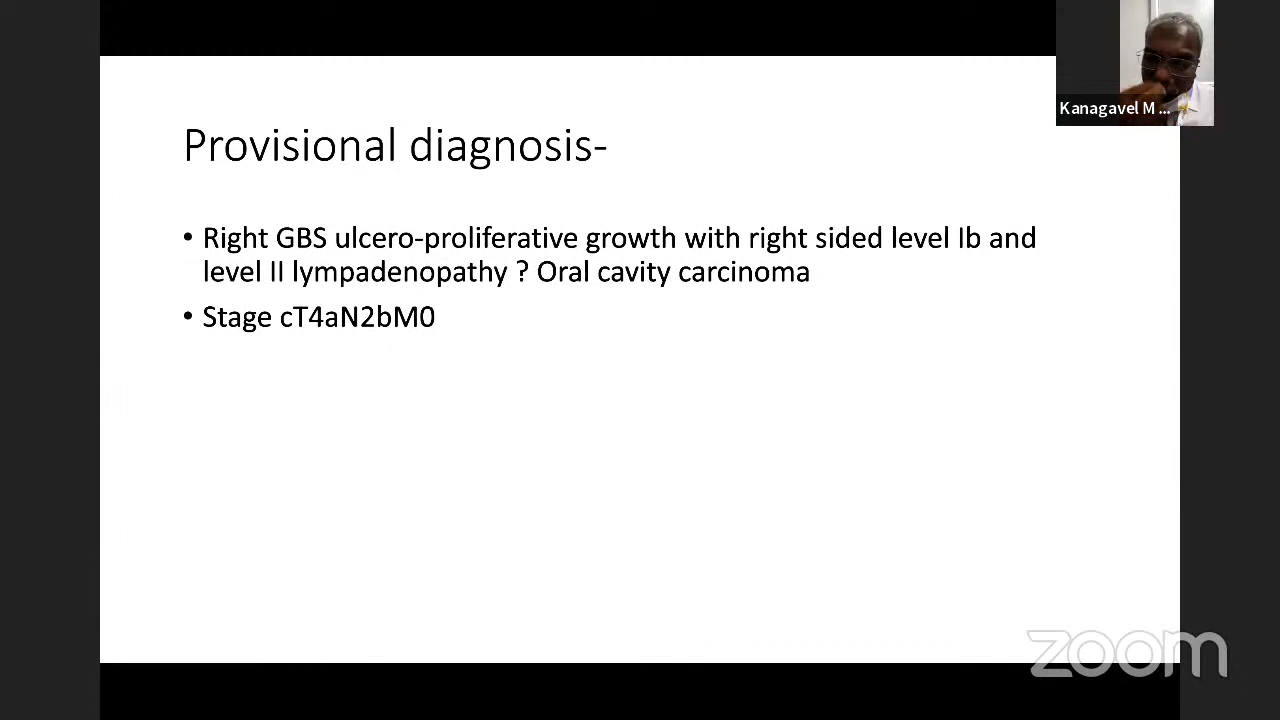 Kanagavel M ...
Provisional diagnosis-
• Right GBS ulcero-proliferative growth with right sided level Ib and
level II lympadenopathy ? Oral cavity carcinoma
• Stage cT4aN2bM0
zoom